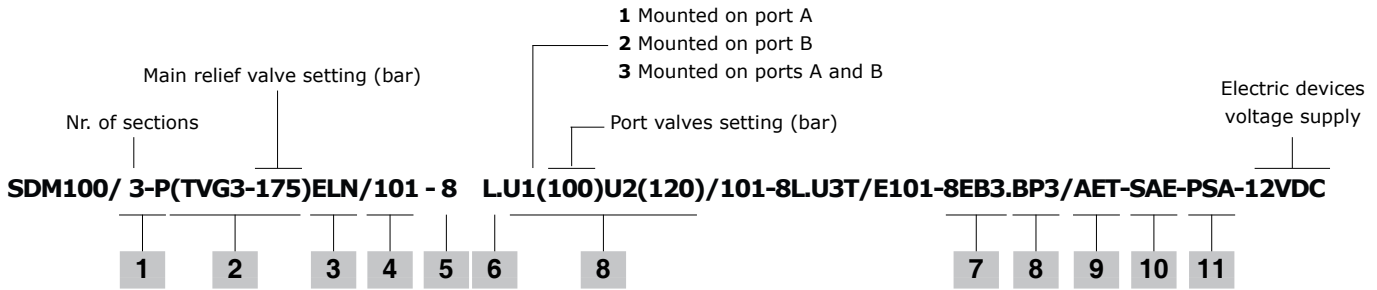 1 Mounted on port A
2 Mounted on port B
3 Mounted on ports A and B
Main relief valve setting (bar)
Electric devices
voltage supply
Nr. of sections
Port valves setting (bar)
SDM100/ 3-P(TVG3-175)ELN/101 - 8 L.U1(100)U2(120)/101-8L.U3T/E101-8EB3.BP3/AET-SAE-PSA-12VDC
1 2 3 4 5 6 8 7 8 9 10 11